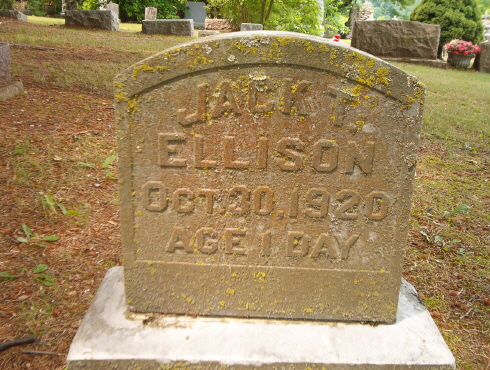 JACK T.
ELLISON
OCT. 30, 1920
AGE 1 DAY